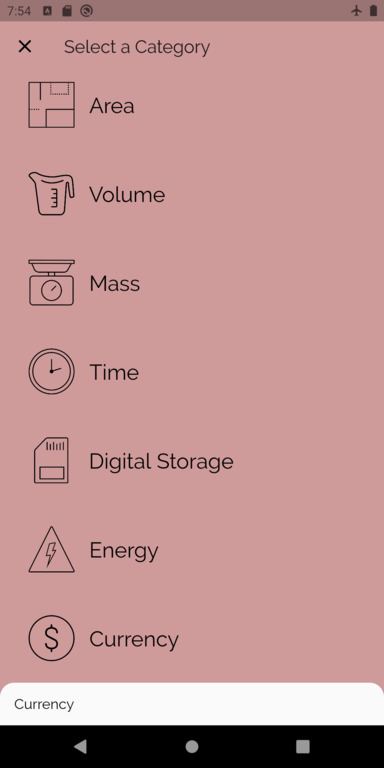 7:54
Select a Category
Area
Volume
Mass
Time
Digital Storage
Energy
$
Currency
Currency